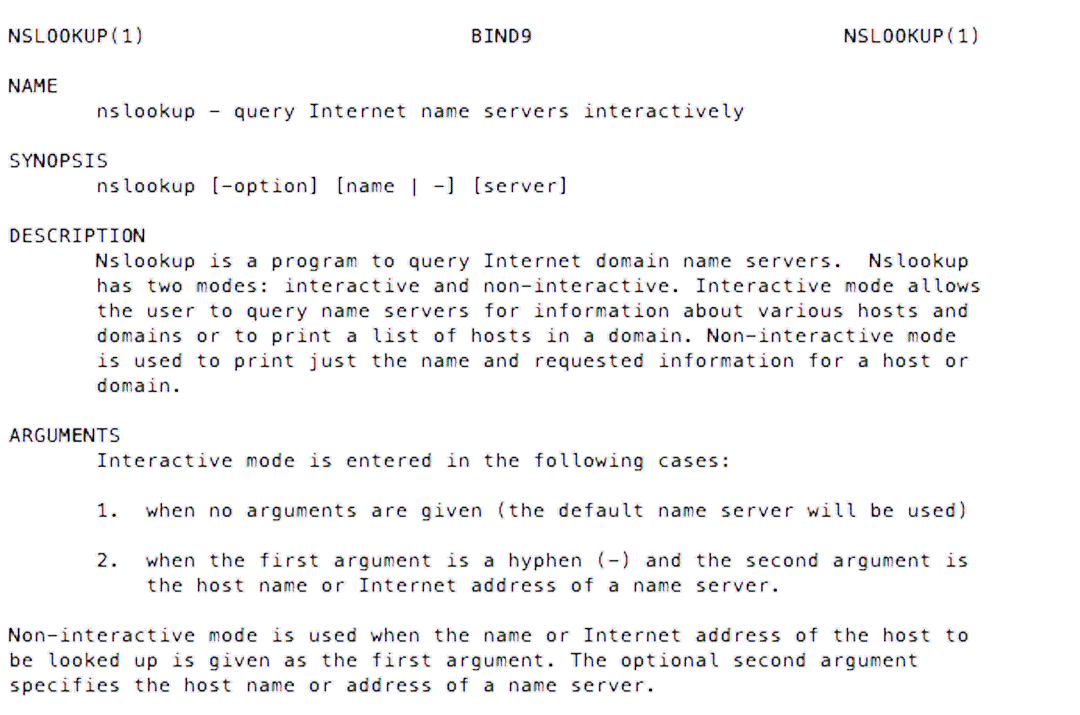 NSLOOKUP(1) BIND9 NSLOOKUP(1)
NAME
nslookup - query Internet name servers interactively
SYNOPSIS
nslookup [-option] [name | -] [server]
DESCRIPTION
Nslookup is a program to query Internet domain name servers. Nslookup
has two modes: interactive and non-interactive. Interactive mode allows
the user to query name servers for information about various hosts and
domains or to print a list of hosts in a domain. Non-interactive mode
is used to print just the name and requested information for a host or
domain.
ARGUMENTS
Interactive mode is entered in the following cases:
1. when no arguments are given (the default name server will be used)
2. when the first argument is a hyphen (-) and the second argument is
the host name or Internet address of a name server.
Non-interactive mode is used when the name or Internet address of the host to
be looked up is given as the first argument. The optional second argument
specifies the host name or address of a name server.